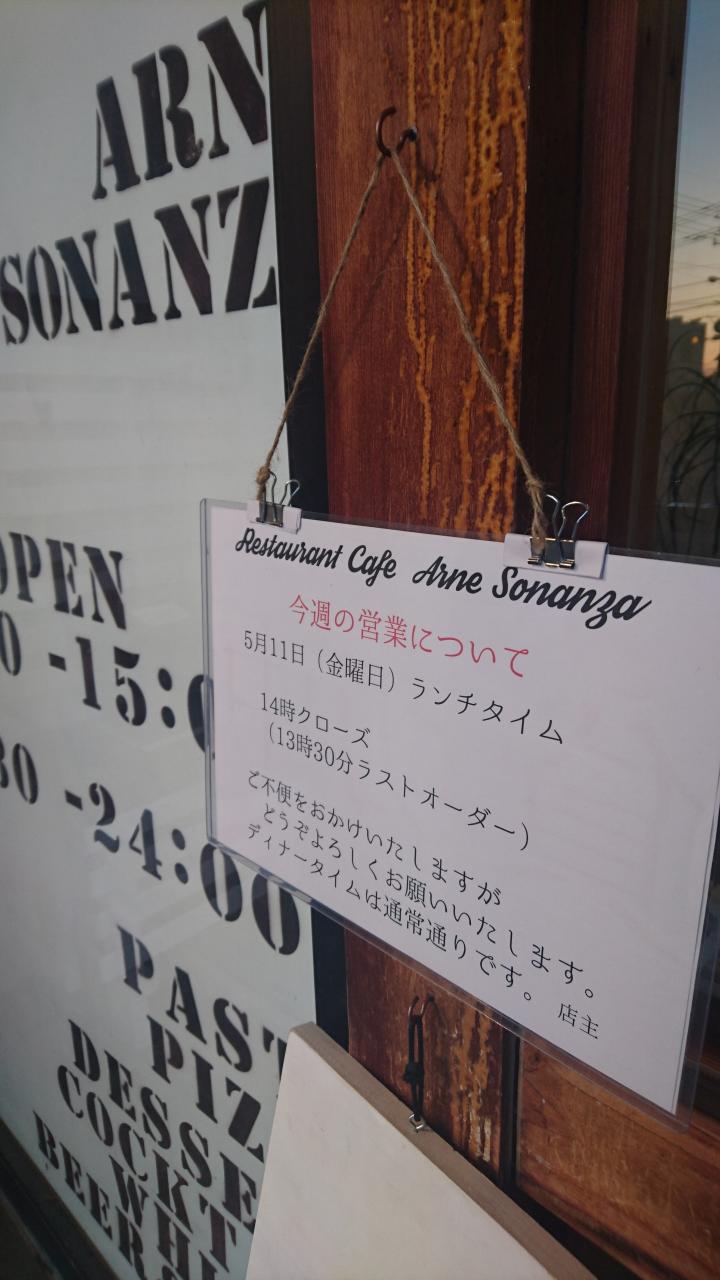 ARN
SONANZ
OPEN
0 -15:0
30 -24:00
PAST
PIZ
DESSE
COCKT
WHI
BEER
Restaurant Cafe Arne Sonanza
今週の営業について
5月11日（金曜日）ランチタイム
14時クローズ
（13時30分ラストオーダー）
ご不便をおかけいたしますが
どうぞよろしくお願いいたします。
ディナータイムは通常通りです。 店主